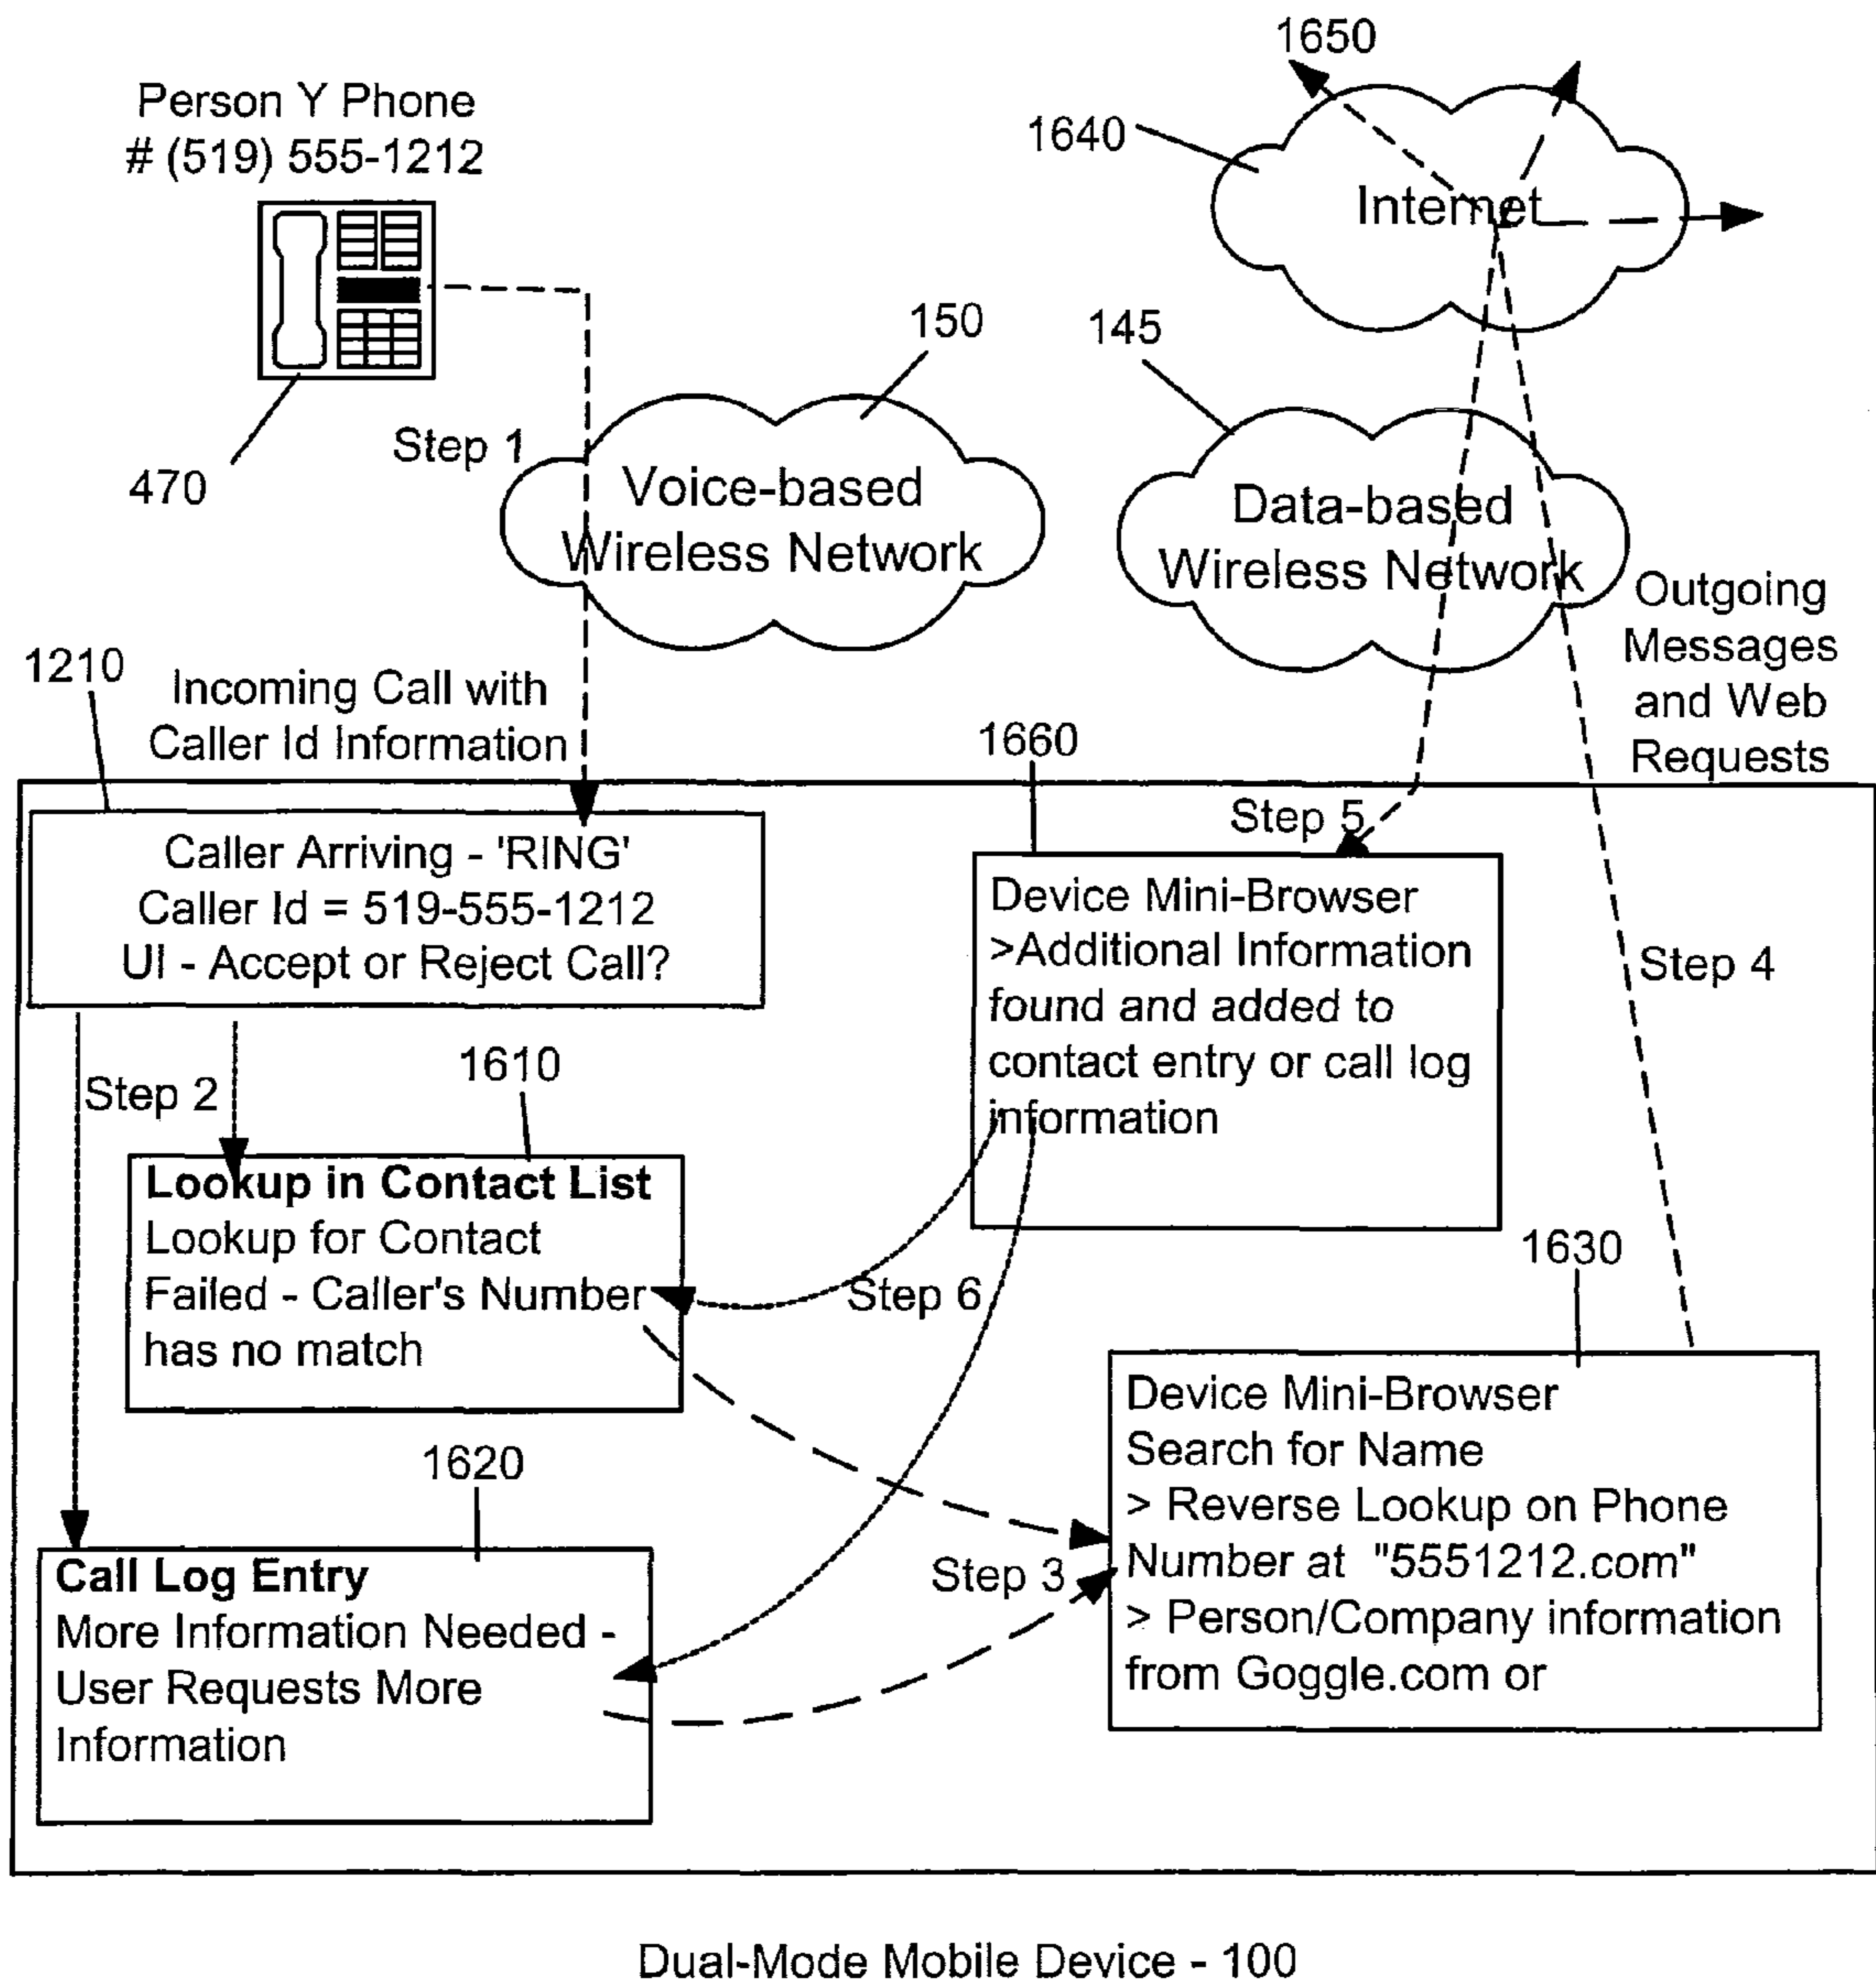 1650
Person Y Phone
# (519) 555-1212
1640
Internet
150
145
Step 1
470
Voice-based
Wireless Network
Data-based
Wireless Network
Outgoing
Messages
and Web
Requests
1210
Incoming Call with
Caller Id Information
1660
Step 5
Caller Arriving - 'RING'
Caller Id = 519-555-1212
UI - Accept or Reject Call?
Device Mini-Browser
>Additional Information
found and added to
contact entry or call log
information
Step 4
Step 2
1610
Lookup in Contact List
Lookup for Contact
Failed - Caller's Number
has no match
Step 6
1630
1620
Device Mini-Browser
Search for Name
> Reverse Lookup on Phone
Number at "5551212.com"
> Person/Company information
from Goggle.com or
Call Log Entry
More Information Needed -
User Requests More
Information
Step 3
Dual-Mode Mobile Device - 100